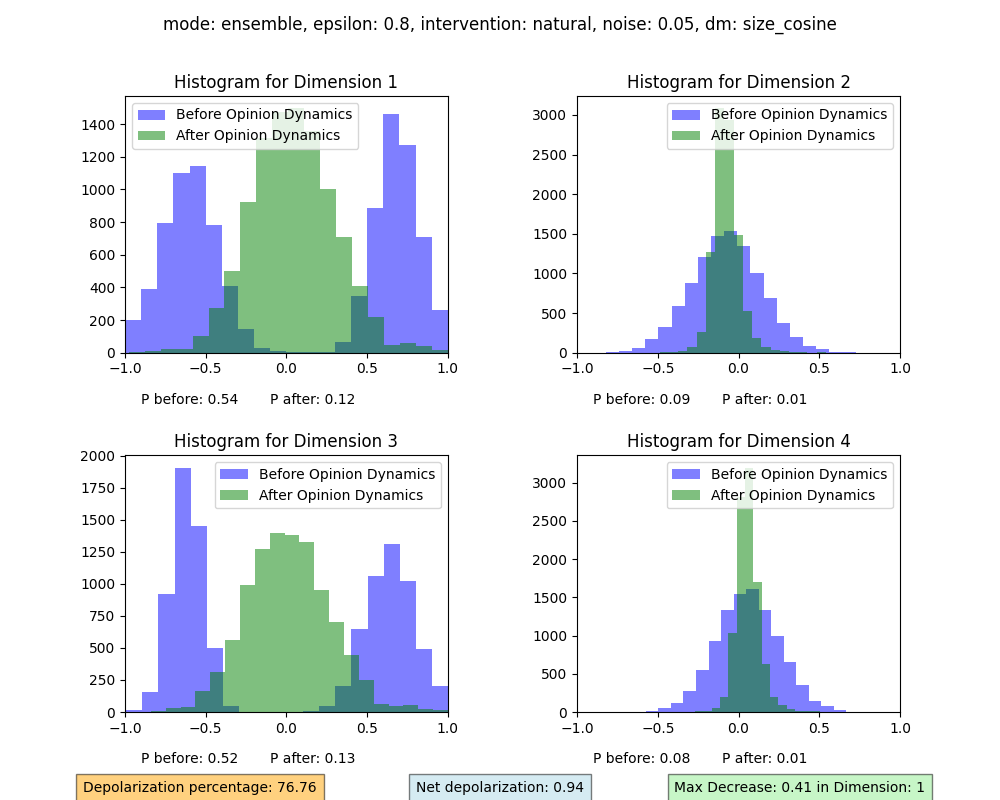 mode: ensemble, epsilon: 0.8, intervention: natural, noise: 0.05, dm: size_cosine
Histogram for Dimension 1
Before Opinion Dynamics
After Opinion Dynamics
1400
1200
1000
800
600
400
200
0
−1.0 −0.5 0.0 0.5 1.0
P before: 0.54 P after: 0.12
Histogram for Dimension 2
Before Opinion Dynamics
After Opinion Dynamics
3000
2500
2000
1500
1000
500
0
−1.0 −0.5 0.0 0.5 1.0
P before: 0.09 P after: 0.01
Histogram for Dimension 3
Before Opinion Dynamics
After Opinion Dynamics
2000
1750
1500
1250
1000
750
500
250
0
−1.0 −0.5 0.0 0.5 1.0
P before: 0.52 P after: 0.13
Histogram for Dimension 4
Before Opinion Dynamics
After Opinion Dynamics
3000
2500
2000
1500
1000
500
0
−1.0 −0.5 0.0 0.5 1.0
P before: 0.08 P after: 0.01
Depolarization percentage: 76.76
Net depolarization: 0.94
Max Decrease: 0.41 in Dimension: 1